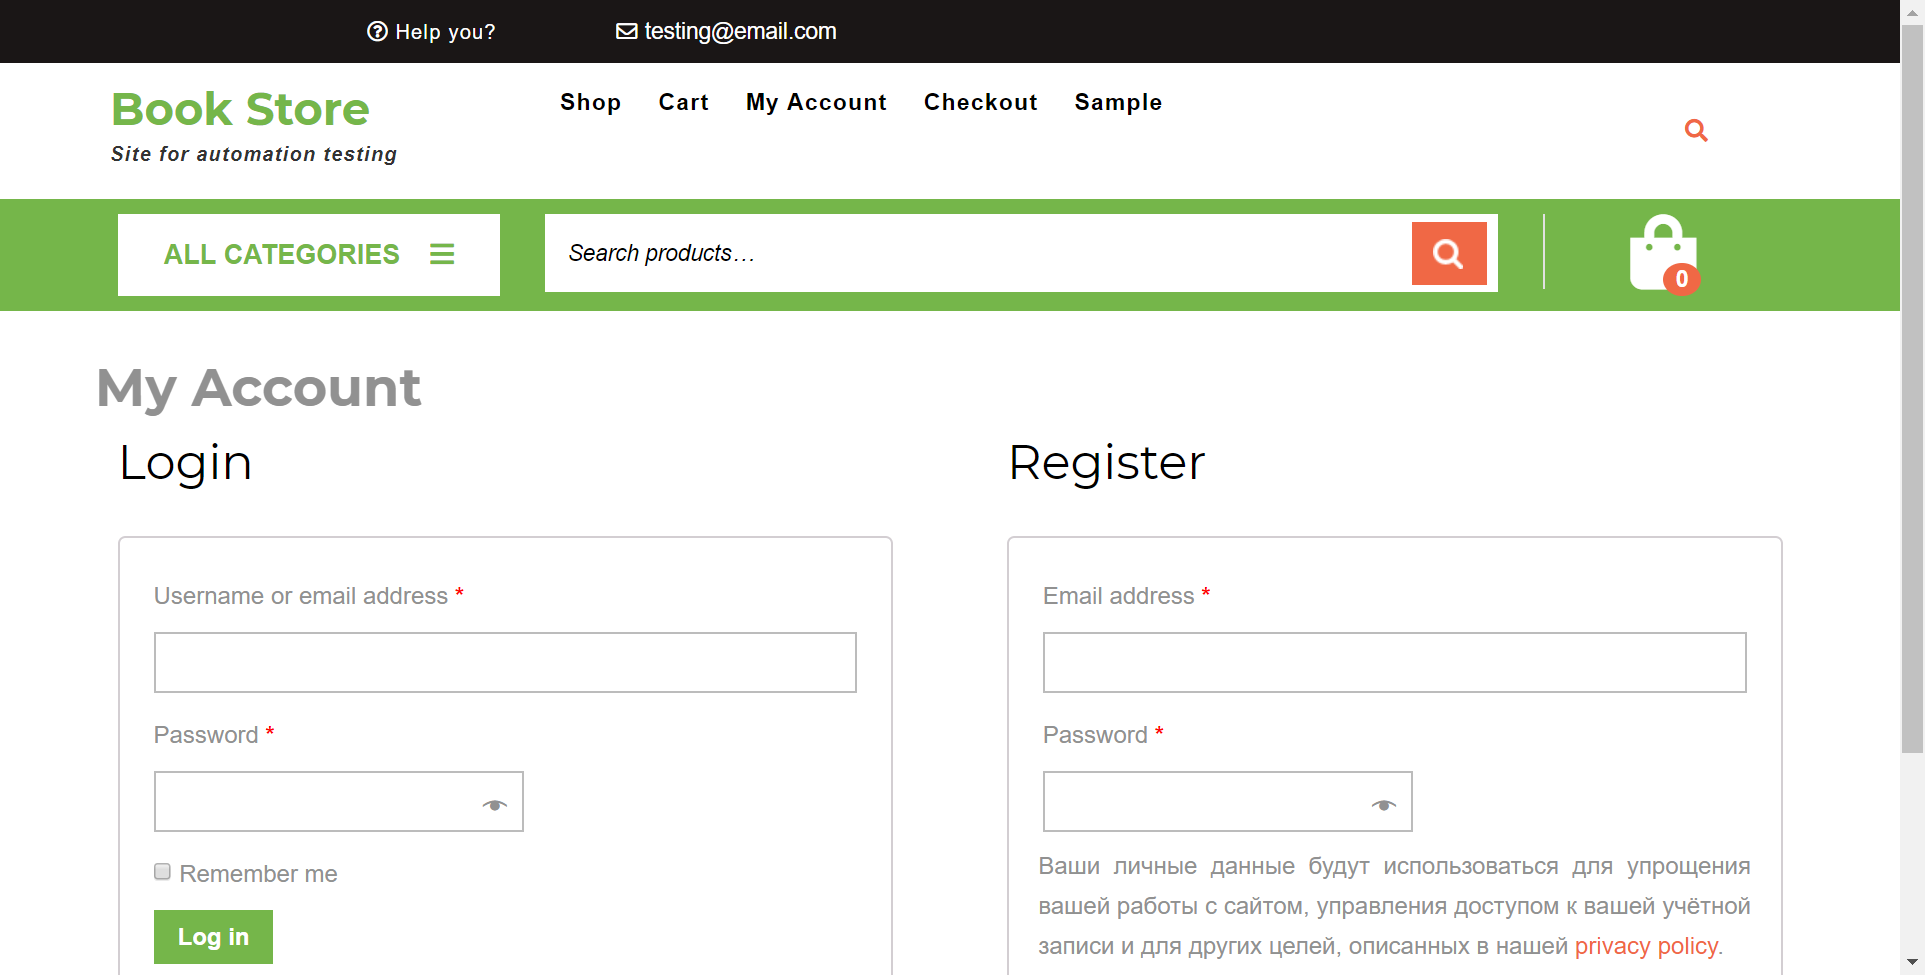 Help you?
testing@email.com
Book Store
Site for automation testing
Shop
Cart
My Account
Checkout
Sample
ALL CATEGORIES
Search products…
0
My Account
Login
Register
Username or email address *
Password *
Remember me
Log in
Email address *
Password *
Ваши личные данные будут использоваться для упрощения
вашей работы с сайтом, управления доступом к вашей учётной
записи и для других целей, описанных в нашей privacy policy.